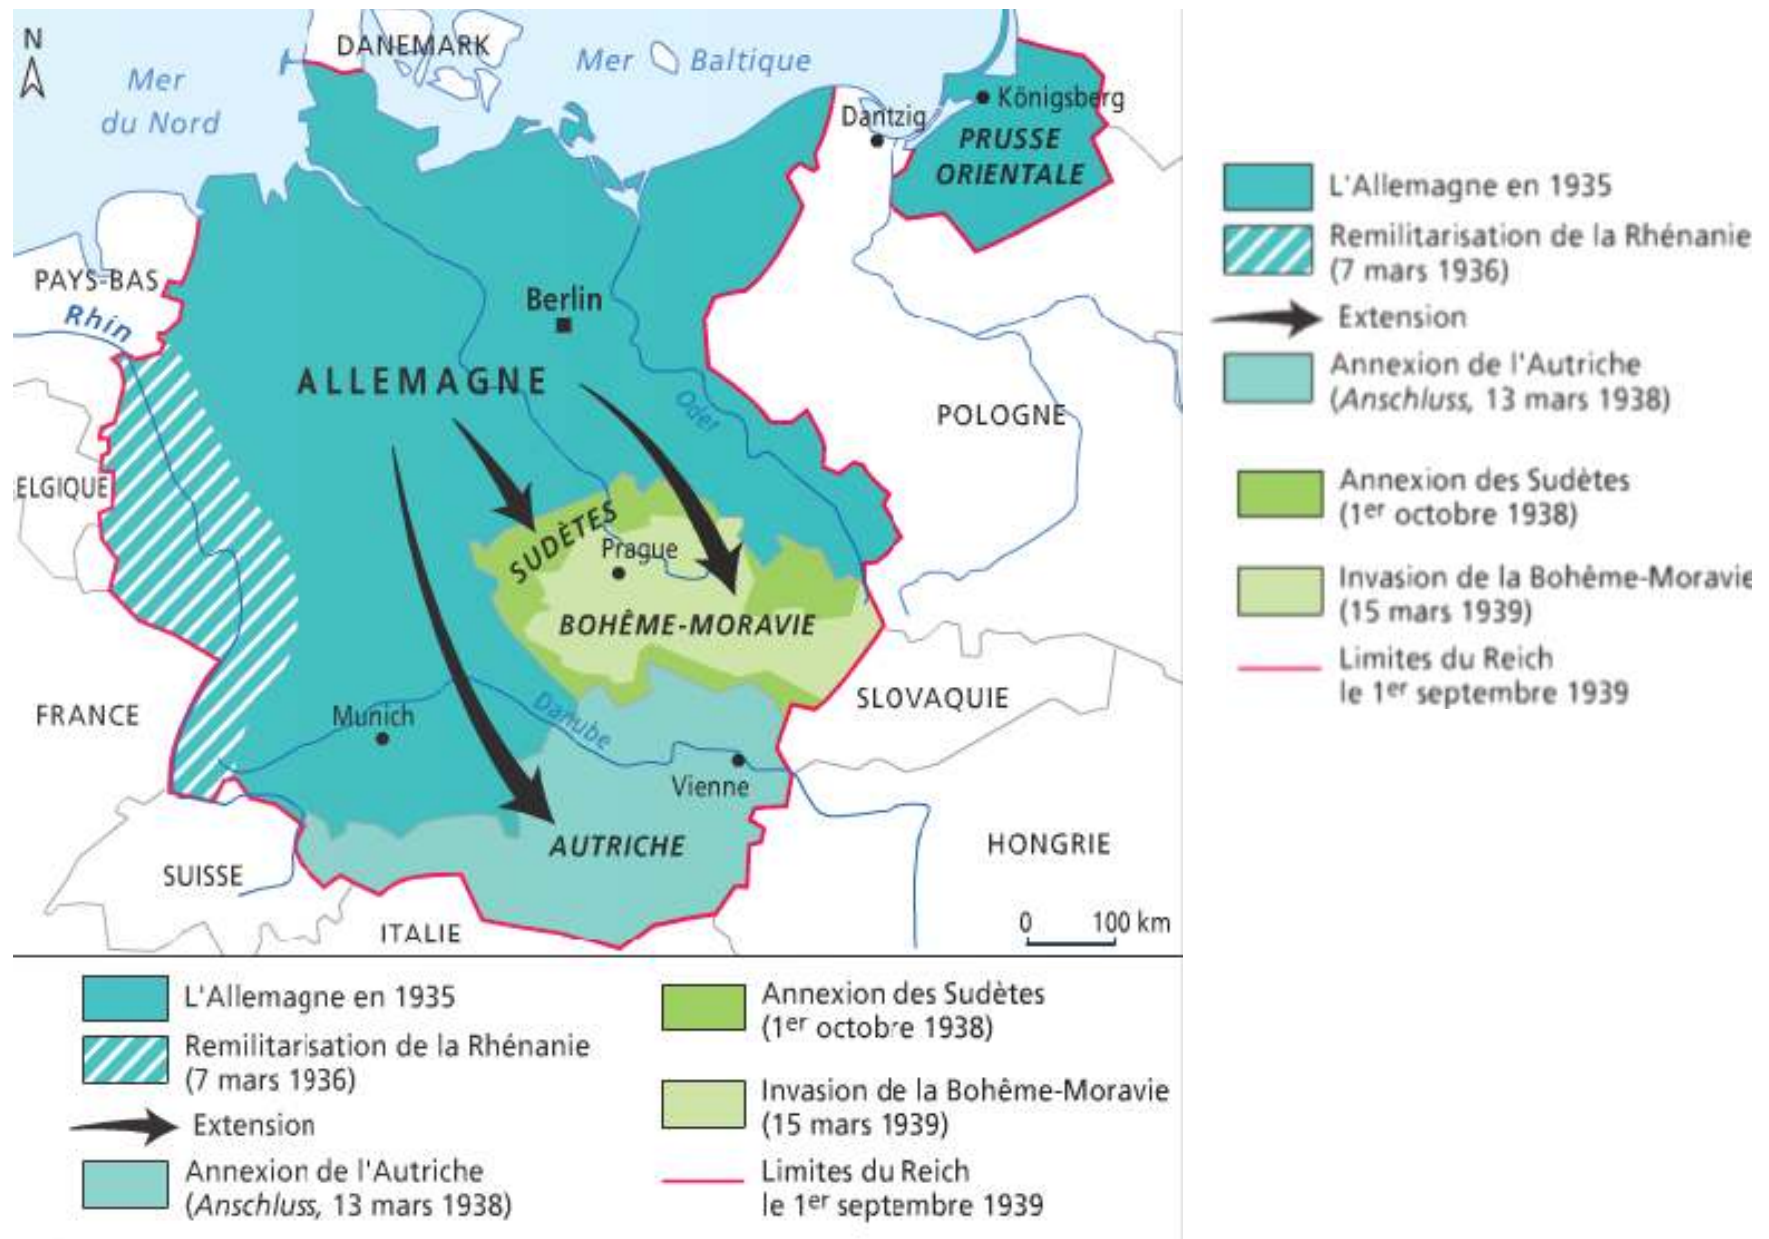 N
DANEMARK
Mer Baltique
Mer
du Nord
Dantzig
Königsberg
PRUSSE
ORIENTALE
PAYS-BAS
Rhin
Berlin
ALLEMAGNE
Oder
POLOGNE
ELGIQUE
SUDÈTES
Prague
BOHÊME-MORAVIE
FRANCE
Munich
Danube
SLOVAQUIE
Vienne
AUTRICHE
HONGRIE
SUISSE
ITALIE
0 100 km
L'Allemagne en 1935
Remilitarisation de la Rhénanie
(7 mars 1936)
Extension
Annexion de l'Autriche
(Anschluss, 13 mars 1938)
Annexion des Sudètes
(1er octobre 1938)
Invasion de la Bohême-Moravie
(15 mars 1939)
Limites du Reich
le 1er septembre 1939
L'Allemagne en 1935
Remilitarisation de la Rhénanie
(7 mars 1936)
Extension
Annexion de l'Autriche
(Anschluss, 13 mars 1938)
Annexion des Sudètes
(1er octobre 1938)
Invasion de la Bohême-Moravie
(15 mars 1939)
Limites du Reich
le 1er septembre 1939